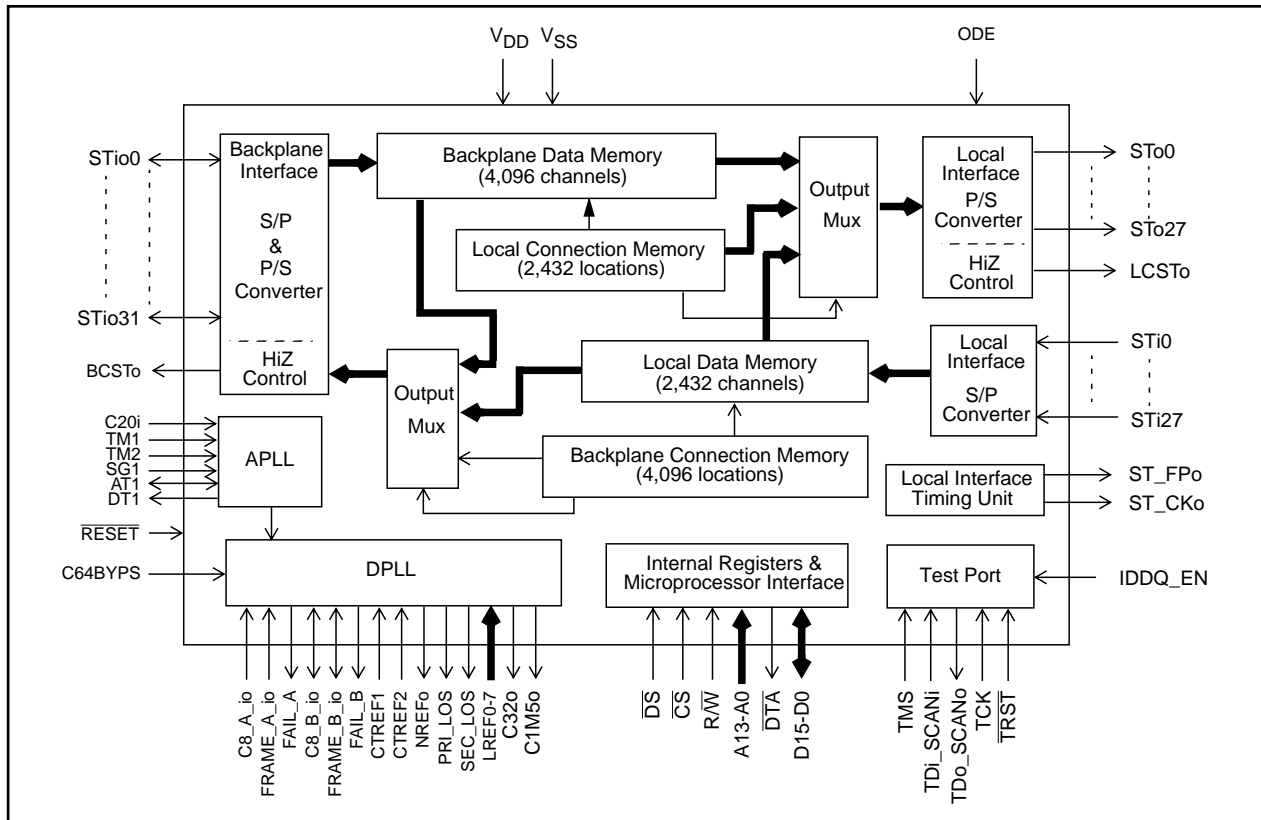 VDD
VSS
ODE
STio0
STio31
BCSTo
Backplane
Interface
S/P
&
P/S
Converter
HiZ
Control
Backplane Data Memory
(4,096 channels)
Local Connection Memory
(2,432 locations)
Output
Mux
Local
Interface
P/S
Converter
HiZ
Control
STo0
STo27
LCSTo
Output
Mux
Local Data Memory
(2,432 channels)
Local
Interface
S/P
Converter
STi0
STi27
Backplane Connection Memory
(4,096 locations)
C20i
TM1
TM2
SG1
AT1
DT1
APLL
Local Interface
Timing Unit
ST_FPo
ST_CKo
RESET
C64BYPS
DPLL
Internal Registers &
Microprocessor Interface
Test Port
IDDQ_EN
C8_A_io
FRAME_A_io
FAIL_A
C8_B_io
FRAME_B_io
FAIL_B
CTREF1
CTREF2
NREFo
PRI_LOS
SEC_LOS
LREF0-7
C32o
C1M5o
DS
CS
R/W
A13-A0
DTA
D15-D0
TMS
TDi_SCANi
TDo_SCANo
TCK
TRST